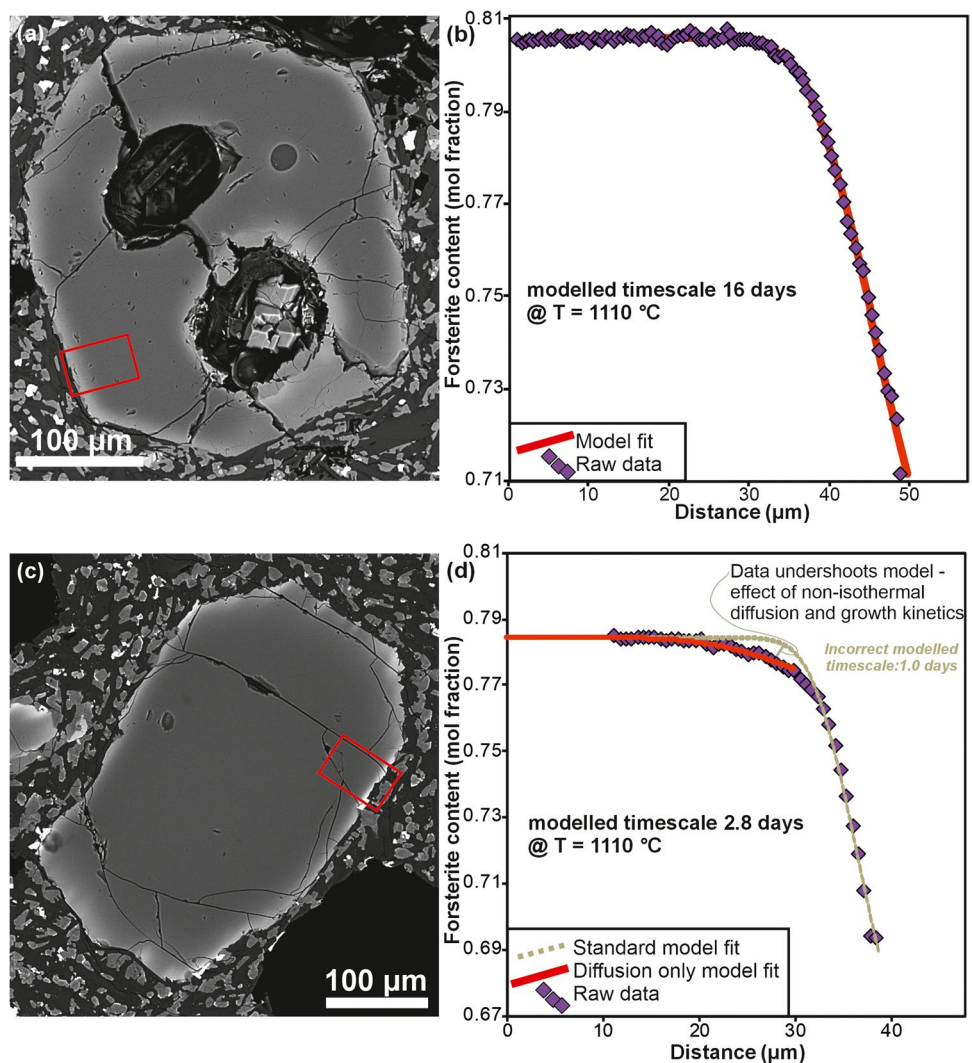 (a)
100 µm
(b)
Forsterite content (mol fraction)
0.81
0.79
0.77
0.75
0.73
0.71
modelled timescale 16 days
@ T = 1110 °C
Model fit
Raw data
0
10
20
30
40
50
Distance (µm)
(c)
100 µm
(d)
Forsterite content (mol fraction)
0.81
0.79
0.77
0.75
0.73
0.71
0.69
0.67
Data undershoots model -
effect of non-isothermal
diffusion and growth kinetics
Incorrect modelled
timescale:1.0 days
modelled timescale 2.8 days
@ T = 1110 °C
Standard model fit
Diffusion only model fit
Raw data
0
10
20
30
40
Distance (µm)